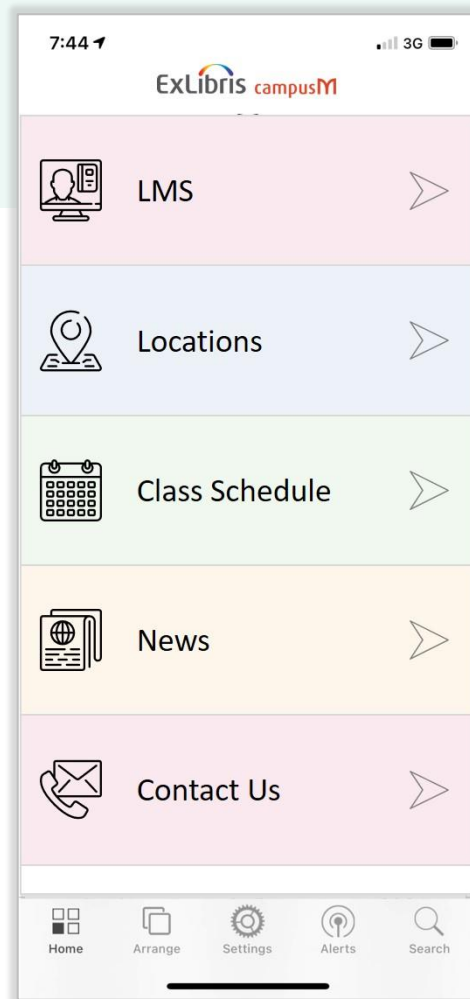 7:44
3G
ExLibris campusM
LMS
Locations
Class Schedule
News
Contact Us
Home Arrange Settings Alerts Search